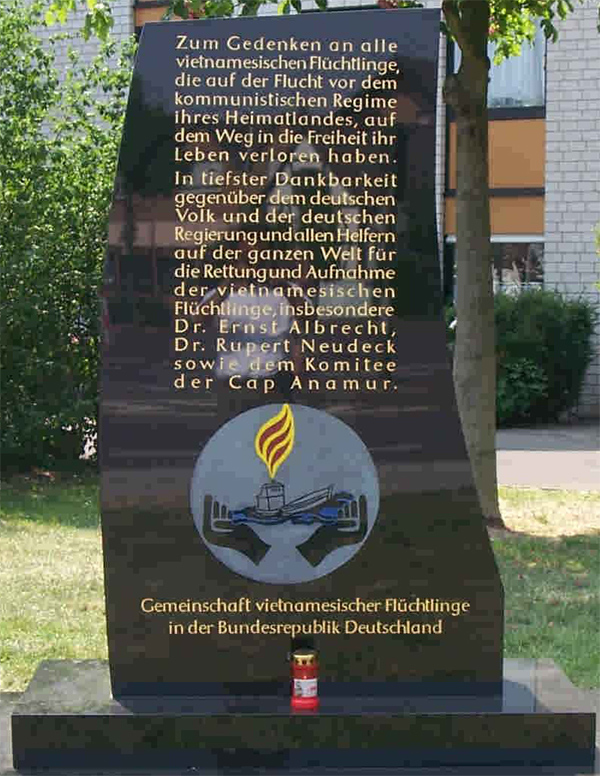 Zum Gedenken an alle
vietnamesischen Flüchtlinge,
die auf der Flucht vor dem
kommunistischen Regime
ihres Heimatlandes, auf
dem Weg in die Freiheit ihr
Leben verloren haben.
In tiefster Dankbarkeit
gegenüber dem deutschen
Volk und der deutschen
Regierung und allen Helfern
auf der ganzen Welt für
die Rettung und Aufnahme
der vietnamesischen
Flüchtlinge, insbesondere
Dr. Ernst Albrecht,
Dr. Rupert Neudeck
sowie dem Komitee
der Cap Anamur.
Gemeinschaft vietnamesischer Flüchtlinge
in der Bundesrepublik Deutschland